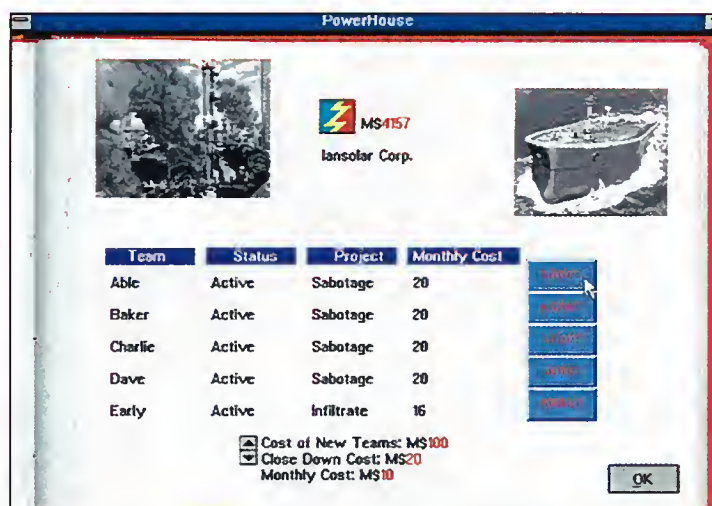 PowerHouse
M$4157
Iansolar Corp.
Team Status Project Monthly Cost
Able Active Sabotage 20
Baker Active Sabotage 20
Charlie Active Sabotage 20
Dave Active Sabotage 20
Early Active Infiltrate 16
Cost of New Teams: M$100
Close Down Cost: M$20
Monthly Cost: M$10
OK